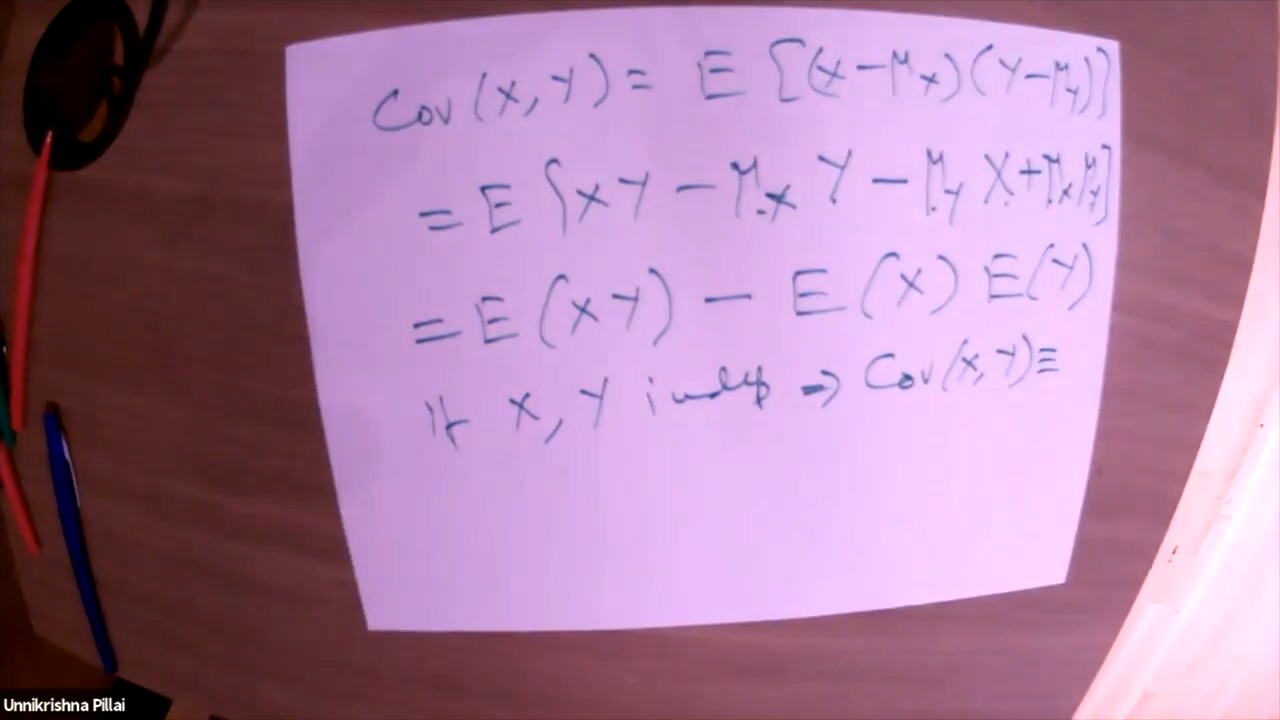 Cov(X, Y) = E [(X - μx)(Y - μy)]
= E [XY - μx Y - μy X + μx μy]
= E(XY) - E(X) E(Y)
If X, Y indep ⇒ Cov(X, Y) =
Unnikrishna Pillai